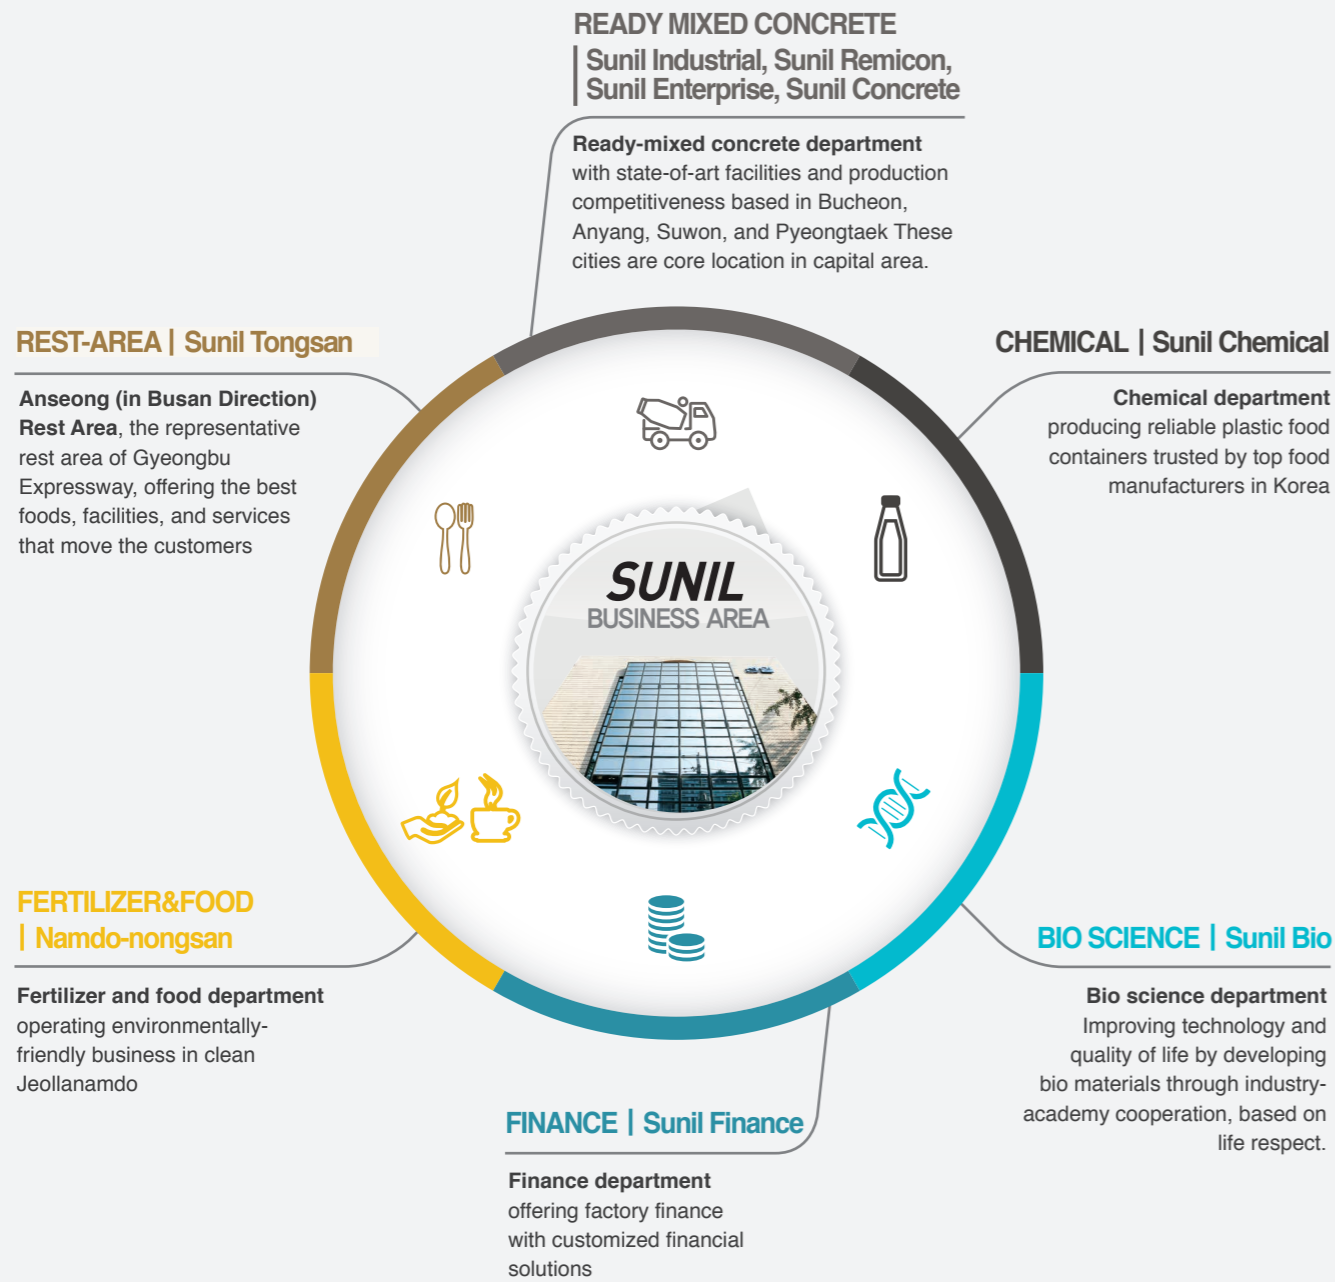 READY MIXED CONCRETE
| Sunil Industrial, Sunil Remicon,
Sunil Enterprise, Sunil Concrete
Ready-mixed concrete department
with state-of-art facilities and production
competitiveness based in Bucheon,
Anyang, Suwon, and Pyeongtaek These
cities are core location in capital area.
REST-AREA | Sunil Tongsan
Anseong (in Busan Direction)
Rest Area, the representative
rest area of Gyeongbu
Expressway, offering the best
foods, facilities, and services
that move the customers
CHEMICAL | Sunil Chemical
Chemical department
producing reliable plastic food
containers trusted by top food
manufacturers in Korea
SUNIL
BUSINESS AREA
FERTILIZER&FOOD
| Namdo-nongsan
Fertilizer and food department
operating environmentally-
friendly business in clean
Jeollanamdo
BIO SCIENCE | Sunil Bio
Bio science department
Improving technology and
quality of life by developing
bio materials through industry-
academy cooperation, based on
life respect.
FINANCE | Sunil Finance
Finance department
offering factory finance
with customized financial
solutions